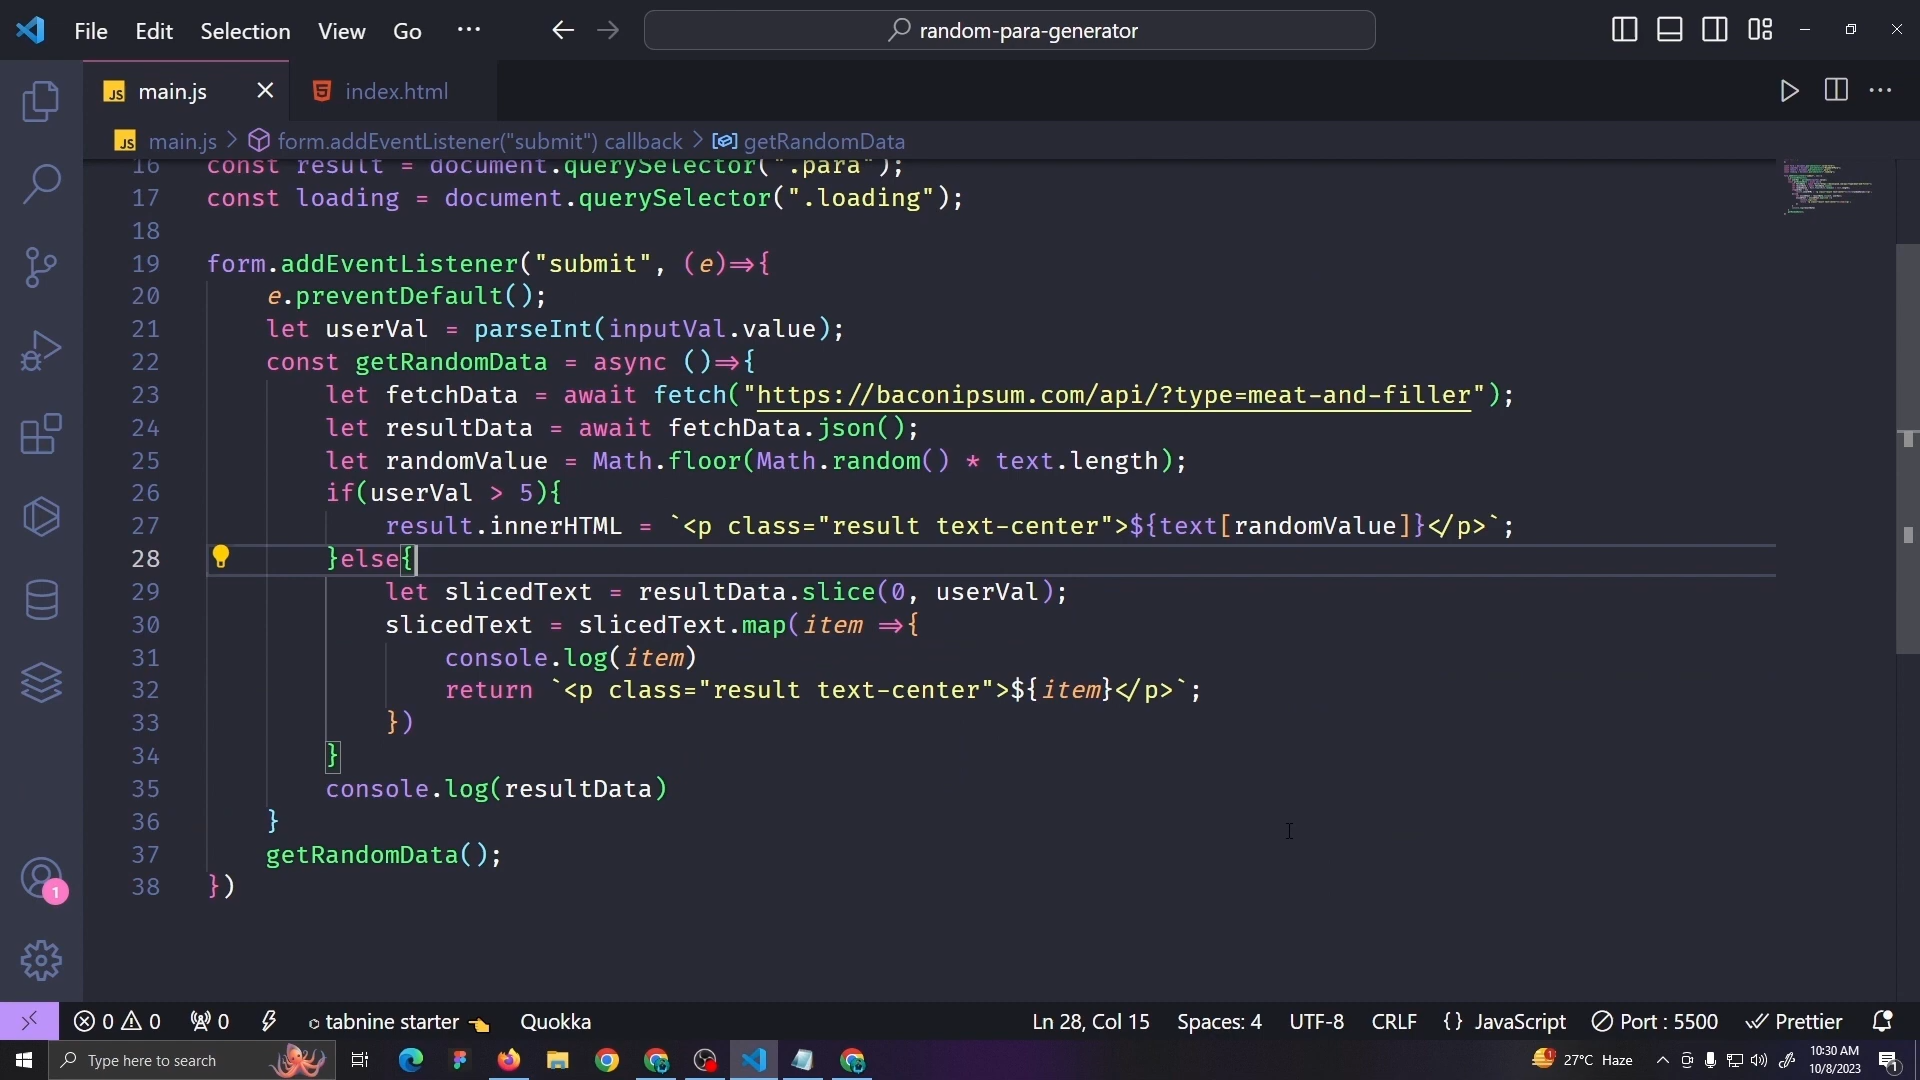 File Edit Selection View Go ··· random-para-generator
JS main.js index.html
JS main.js > form.addEventListener("submit") callback > getRandomData
16 const result = document.querySelector(".para");
17 const loading = document.querySelector(".loading");
18
19 form.addEventListener("submit", (e)=>{
20 e.preventDefault();
21 let userVal = parseInt(inputVal.value);
22 const getRandomData = async ()=>{
23 let fetchData = await fetch("https://baconipsum.com/api/?type=meat-and-filler");
24 let resultData = await fetchData.json();
25 let randomValue = Math.floor(Math.random() * text.length);
26 if(userVal > 5){
27 result.innerHTML = `<p class="result text-center">${text[randomValue]}</p>`;
28 }else{
29 let slicedText = resultData.slice(0, userVal);
30 slicedText = slicedText.map(item =>{
31 console.log(item)
32 return `<p class="result text-center">${item}</p>`;
33 })
34 }
35 console.log(resultData)
36 }
37 getRandomData();
38 })
1
0 0 0 tabnine starter Quokka Ln 28, Col 15 Spaces: 4 UTF-8 CRLF {} JavaScript Port : 5500 Prettier
Type here to search 1 27°C Haze 10:30 AM 1
10/8/2023